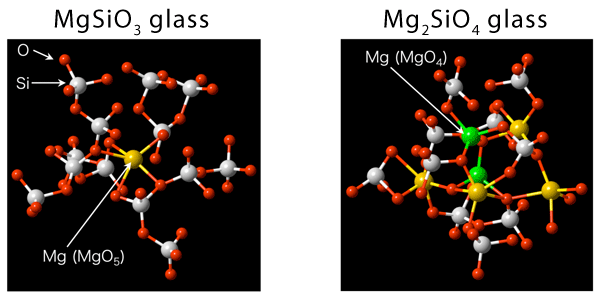 MgSiO₃ glass
O
Si
Mg (MgO₅)
Mg₂SiO₄ glass
Mg (MgO₄)